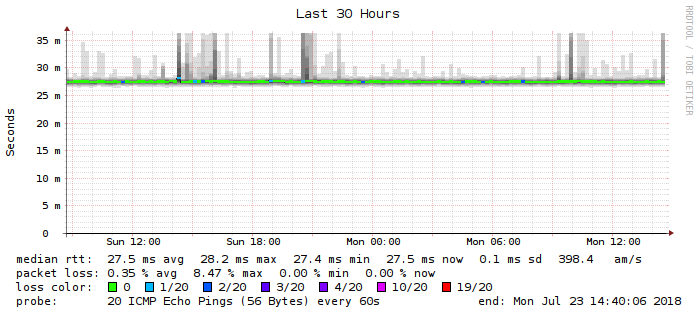 Last 30 Hours
RRDTOOL / TOBI OETIKER
Seconds
35 m
30 m
25 m
20 m
15 m
10 m
5 m
0
Sun 12:00 Sun 18:00 Mon 00:00 Mon 06:00 Mon 12:00
median rtt: 27.5 ms avg 28.2 ms max 27.4 ms min 27.5 ms now 0.1 ms sd 398.4 am/s
packet loss: 0.35 % avg 8.47 % max 0.00 % min 0.00 % now
loss color: 0 1/20 2/20 3/20 4/20 10/20 19/20
probe: 20 ICMP Echo Pings (56 Bytes) every 60s end: Mon Jul 23 14:40:06 2018